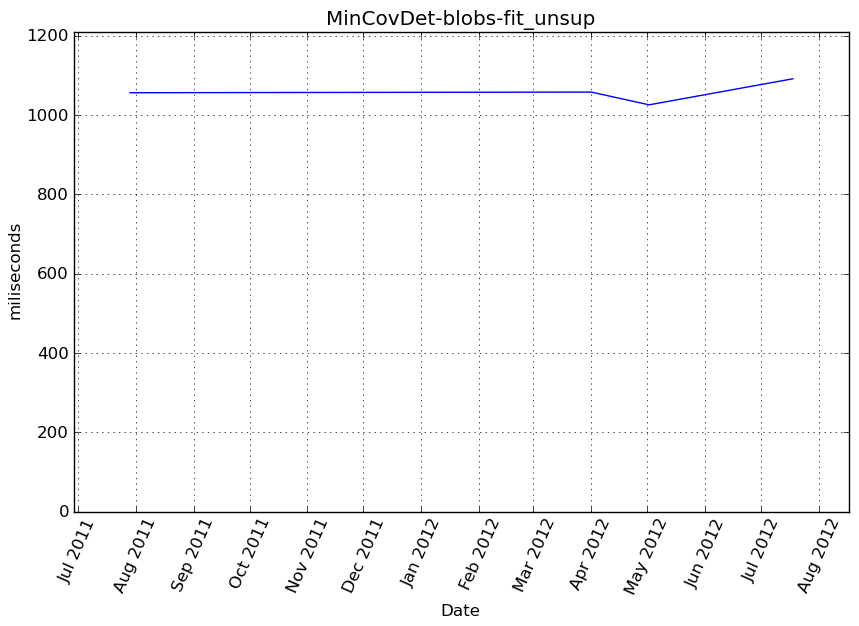 MinCovDet-blobs-fit_unsup
1200
1000
800
600
400
200
0
miliseconds
Jul 2011
Aug 2011
Sep 2011
Oct 2011
Nov 2011
Dec 2011
Jan 2012
Feb 2012
Mar 2012
Apr 2012
May 2012
Jun 2012
Jul 2012
Aug 2012
Date